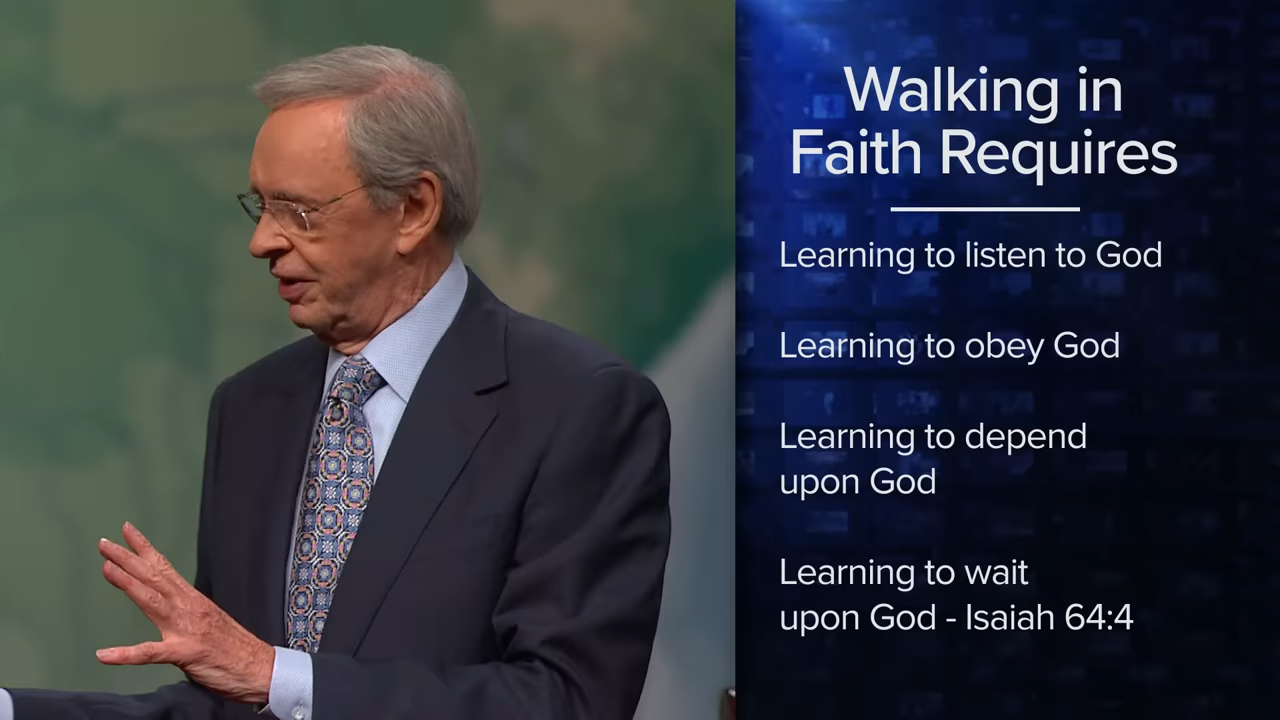 Walking in
Faith Requires
Learning to listen to God
Learning to obey God
Learning to depend
upon God
Learning to wait
upon God - Isaiah 64:4